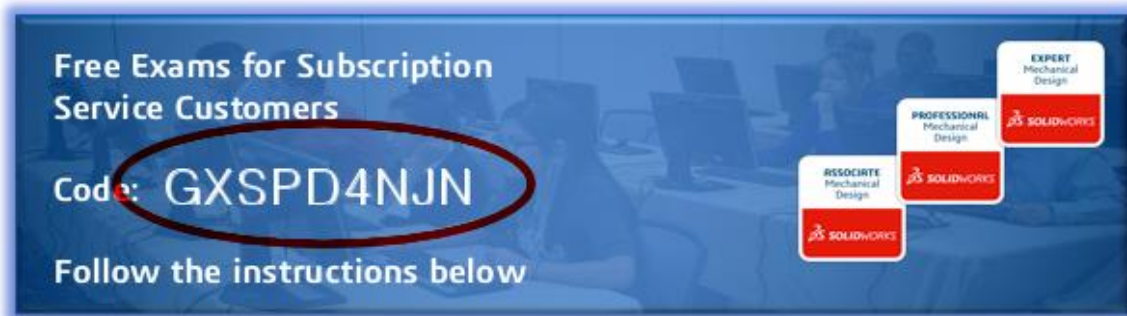 Free Exams for Subscription
Service Customers
Code: GXSPD4NJN
Follow the instructions below
EXPERT
Mechanical
Design
SOLIDWORKS
PROFESSIONAL
Mechanical
Design
SOLIDWORKS
ASSOCIATE
Mechanical
Design
SOLIDWORKS